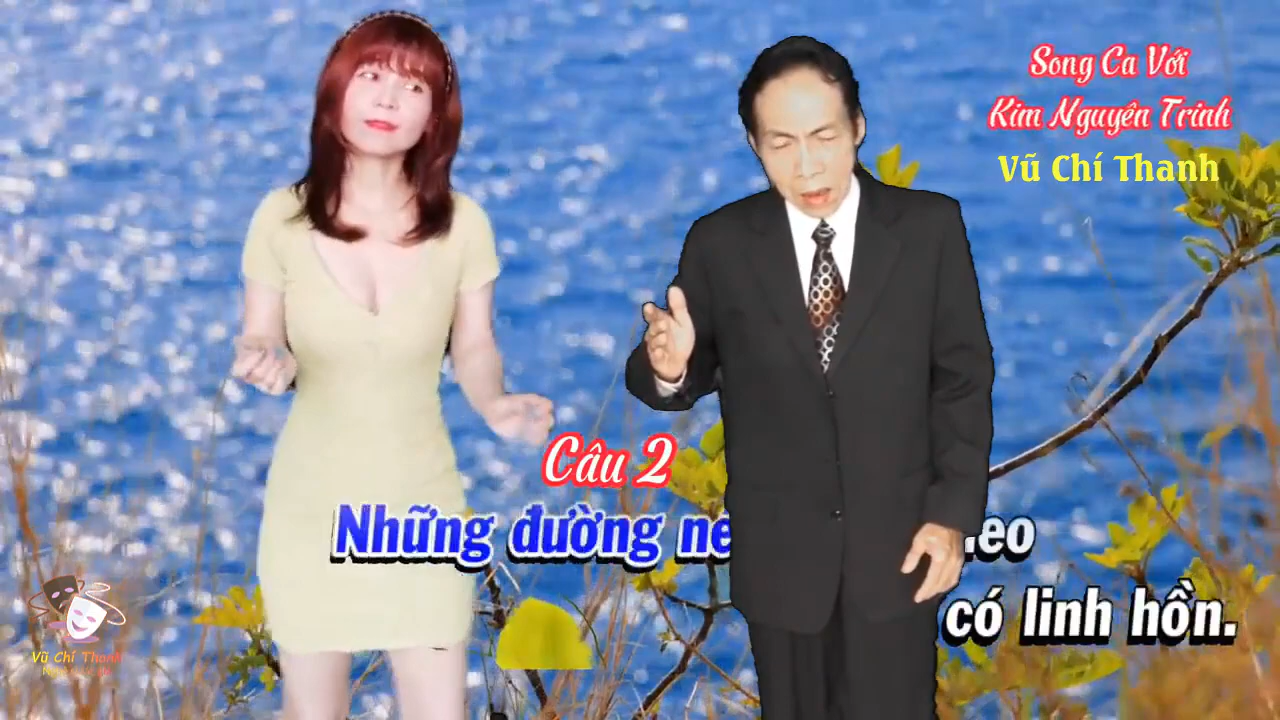 Song Ca Với
Kim Nguyên Trinh
Vũ Chí Thanh
Câu 2
Những đường né ..eo
có linh hồn.
Vũ Chí Thanh